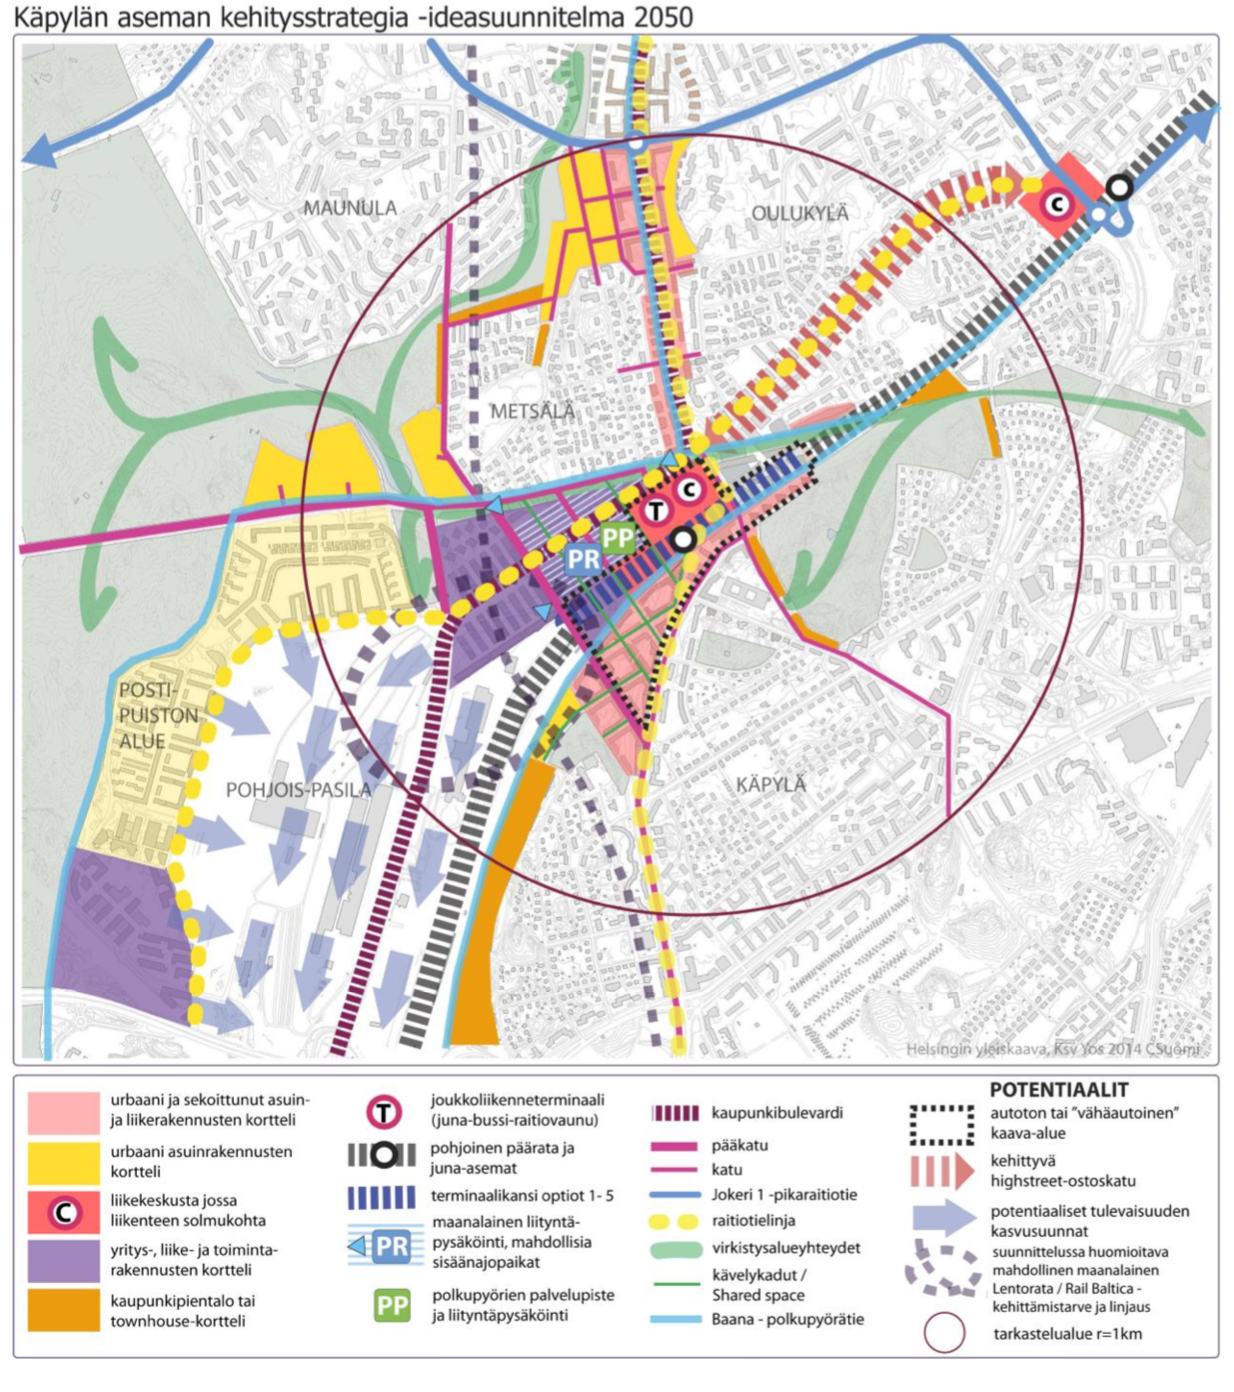 Käpylän aseman kehitysstrategia -ideasuunnitelma 2050
MAUNULA
OULUKYLÄ
C
METSÄLÄ
C
T
PP
PR
POSTI-
PUISTON
ALUE
POHJOIS-PASILA
KÄPYLÄ
Helsingin yleiskaava, Ksv Yos 2014 CSuomi
urbaani ja sekoittunut asuin-
ja liikerakennusten kortteli
urbaani asuinrakennusten
kortteli
C
liikekeskusta jossa
liikenteen solmukohta
yritys-, liike- ja toiminta-
rakennusten kortteli
kaupunkipientalo tai
townhouse-kortteli
T
joukkoliikenneterminaali
(juna-bussi-raitiovaunu)
pohjoinen päärata ja
juna-asemat
terminaalikansi optiot 1- 5
PR
maanalainen liityntä-
pysäköinti, mahdollisia
sisäänajopaikat
PP
polkupyörien palvelupiste
ja liityntäpysäköinti
kaupunkibulevardi
pääkatu
katu
Jokeri 1 -pikaraitiotie
raitiotielinja
virkistysalueyhteydet
kävelykadut /
Shared space
Baana - polkupyörätie
POTENTIAALIT
autoton tai "vähäautoinen"
kaava-alue
kehittyvä
highstreet-ostoskatu
potentiaaliset tulevaisuuden
kasvusuunnat
suunnittelussa huomioitava
mahdollinen maanalainen
Lentorata / Rail Baltica -
kehittämistarve ja linjaus
tarkastelualue r=1km